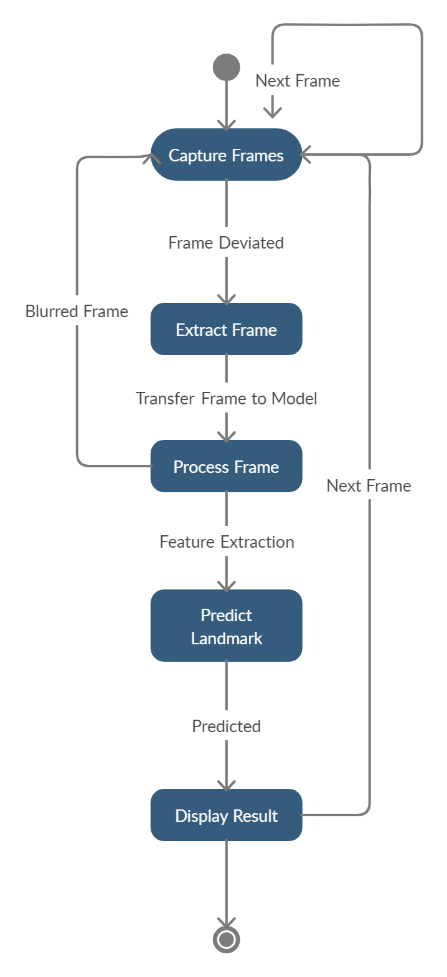 Next Frame
Capture Frames
Frame Deviated
Blurred Frame
Extract Frame
Transfer Frame to Model
Process Frame
Next Frame
Feature Extraction
Predict
Landmark
Predicted
Display Result